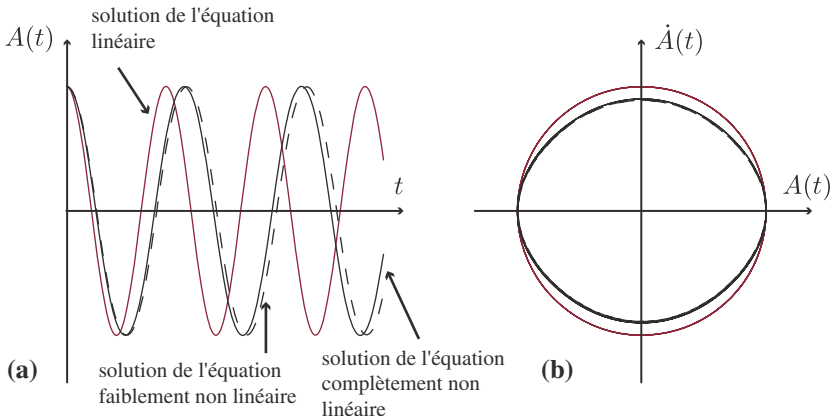 solution de l'équation
linéaire
A(t)
t
solution de l'équation
faiblement non linéaire
solution de l'équation
complètement non
linéaire
(a)
Ȧ(t)
A(t)
(b)